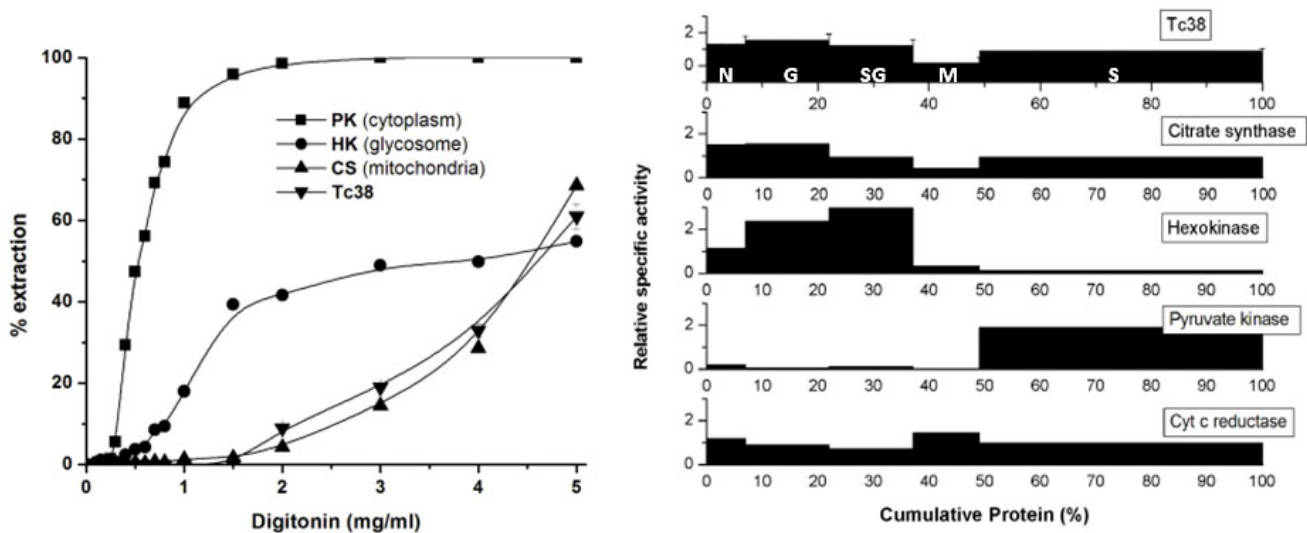 100
80
60
40
20
0
% extraction
PK (cytoplasm)
HK (glycosome)
CS (mitochondria)
Tc38
0 1 2 3 4 5
Digitonin (mg/ml)
Relative specific activity
Tc38
2
0
N G SG M S
0 10 20 30 40 50 60 70 80 90 100
Citrate synthase
2
0
0 10 20 30 40 50 60 70 80 90 100
Hexokinase
2
0
0 10 20 30 40 50 60 70 80 90 100
Pyruvate kinase
2
0
0 10 20 30 40 50 60 70 80 90 100
Cyt c reductase
2
0
0 10 20 30 40 50 60 70 80 90 100
Cumulative Protein (%)